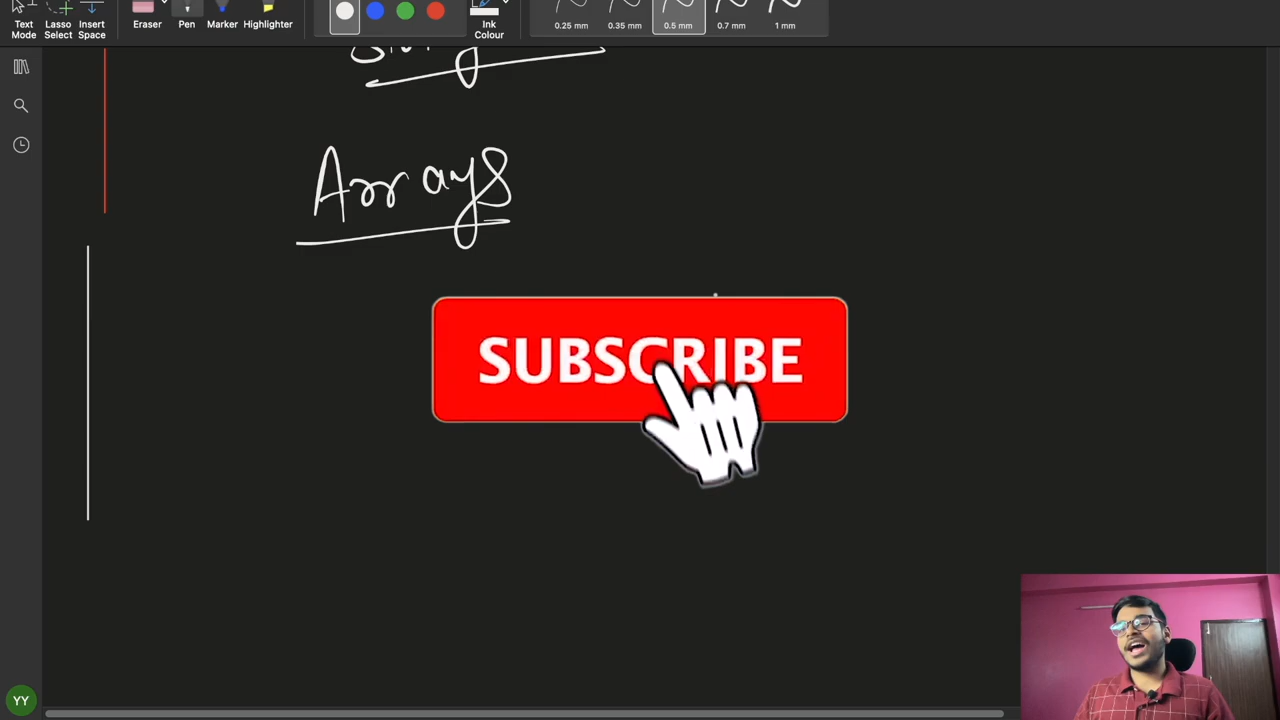 Text Mode
Lasso Select
Insert Space
Eraser
Pen
Marker
Highlighter
Ink Colour
0.25 mm
0.35 mm
0.5 mm
0.7 mm
1 mm
Arrays
SUBSCRIBE
YY